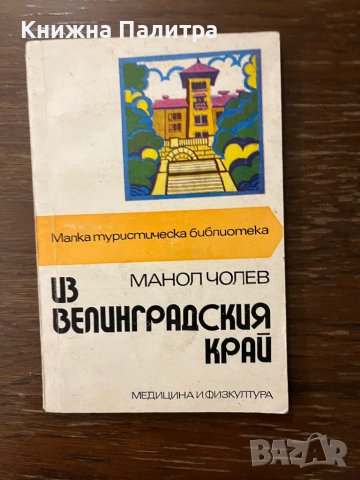 Книжна Палитра
Малка туристическа библиотека
МАНОЛ ЧОЛЕВ
ИЗ
ВЕЛИНГРАДСКИЯ
КРАЙ
МЕДИЦИНА И ФИЗКУЛТУРА
BAZAR